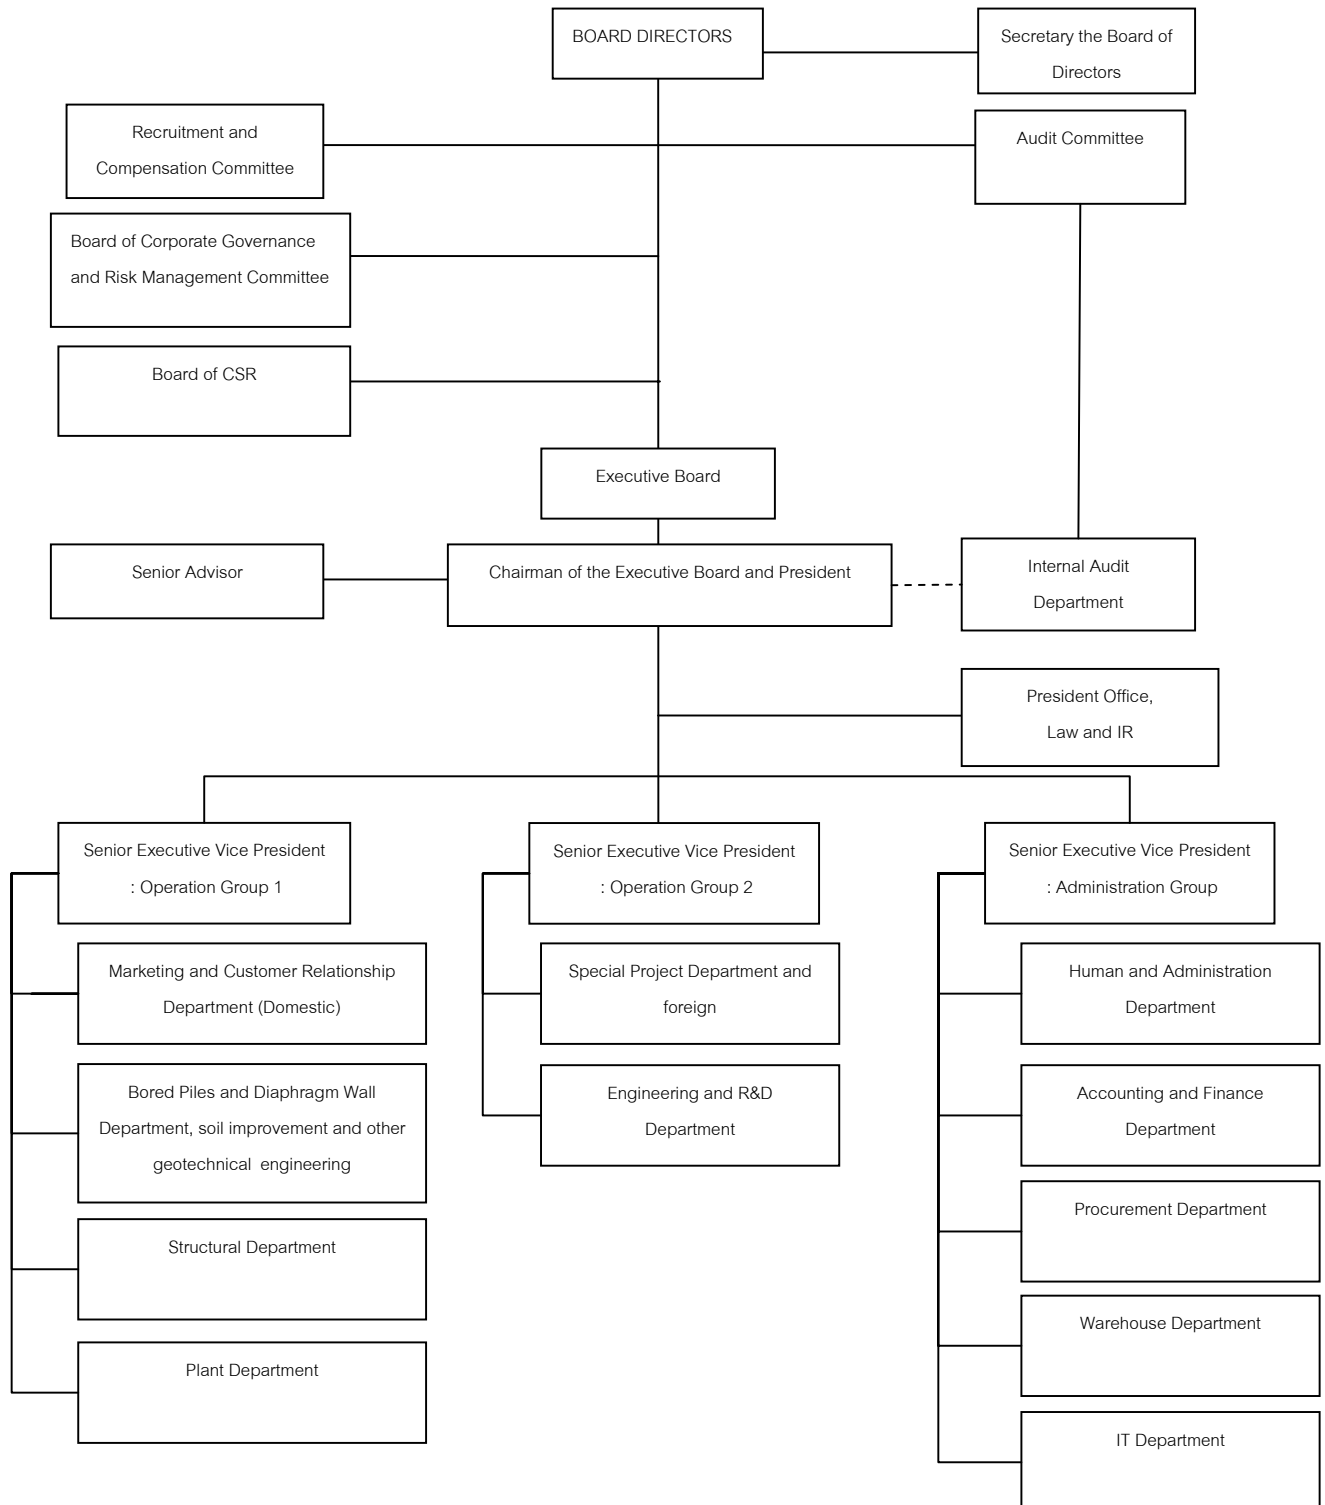 BOARD DIRECTORS
Secretary the Board of
Directors
Recruitment and
Compensation Committee
Audit Committee
Board of Corporate Governance
and Risk Management Committee
Board of CSR
Executive Board
Senior Advisor
Chairman of the Executive Board and President
Internal Audit
Department
President Office,
Law and IR
Senior Executive Vice President
: Operation Group 1
Senior Executive Vice President
: Operation Group 2
Senior Executive Vice President
: Administration Group
Marketing and Customer Relationship
Department (Domestic)
Special Project Department and
foreign
Human and Administration
Department
Bored Piles and Diaphragm Wall
Department, soil improvement and other
geotechnical engineering
Engineering and R&D
Department
Accounting and Finance
Department
Structural Department
Procurement Department
Plant Department
Warehouse Department
IT Department